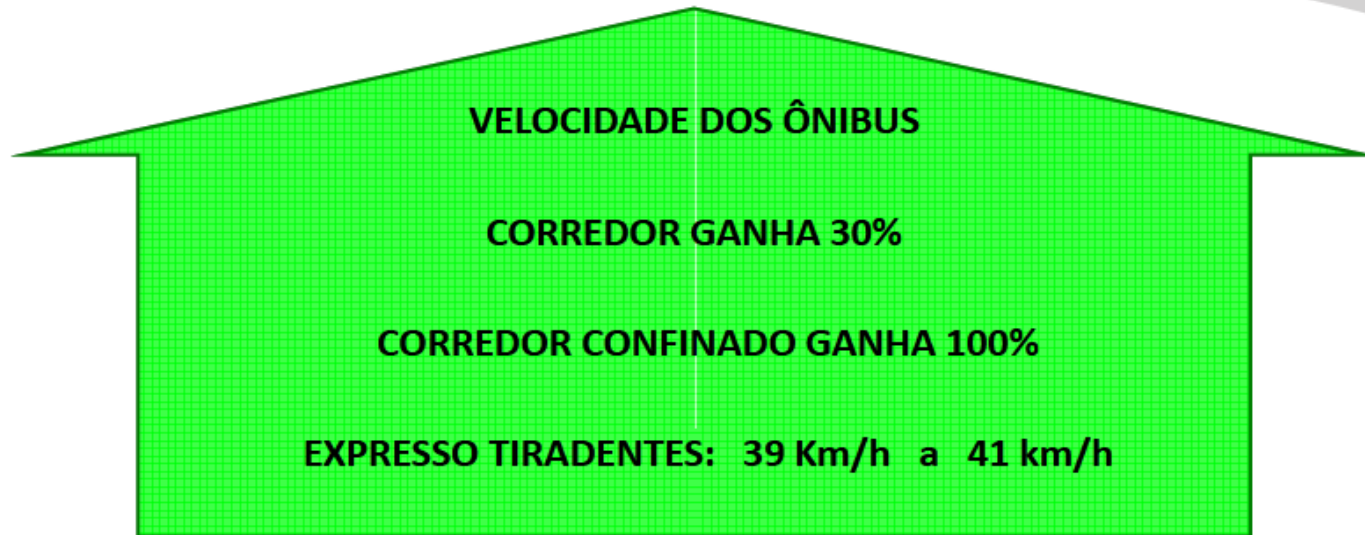 VELOCIDADE DOS ÔNIBUS
CORREDOR GANHA 30%
CORREDOR CONFINADO GANHA 100%
EXPRESSO TIRADENTES: 39 Km/h a 41 km/h